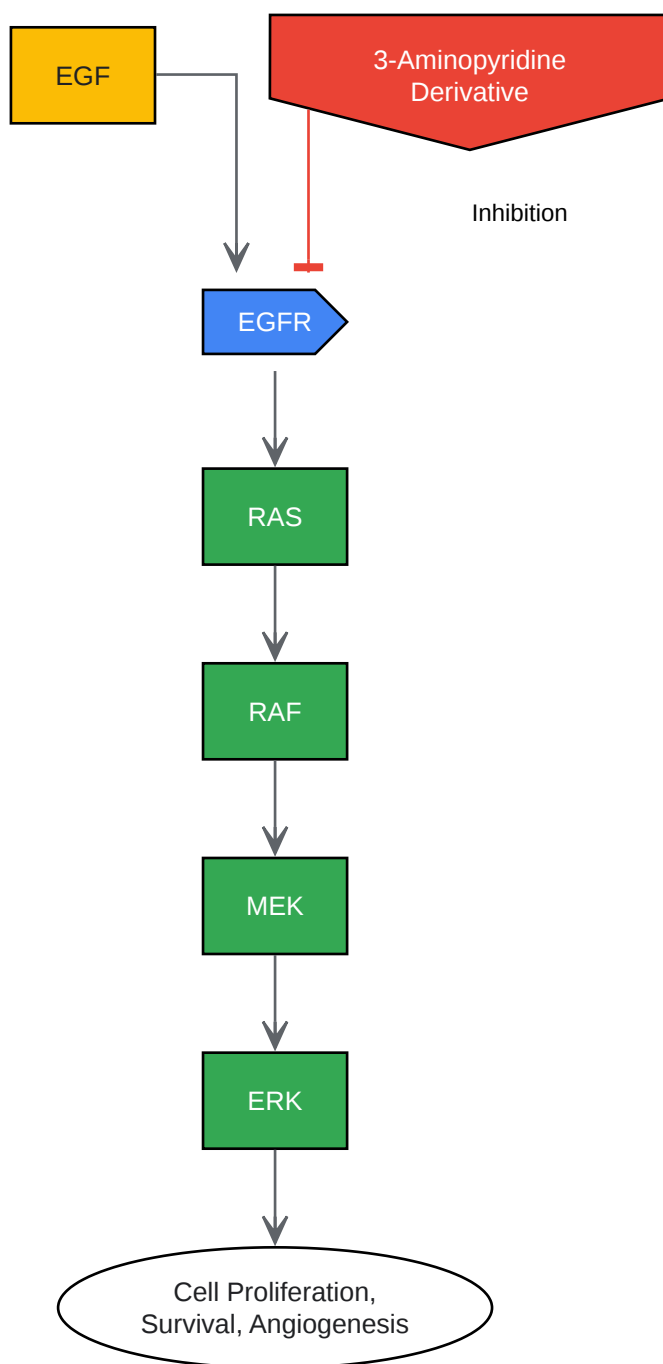 EGF
3-Aminopyridine
Derivative
Inhibition
EGFR
RAS
RAF
MEK
ERK
Cell Proliferation,
Survival, Angiogenesis